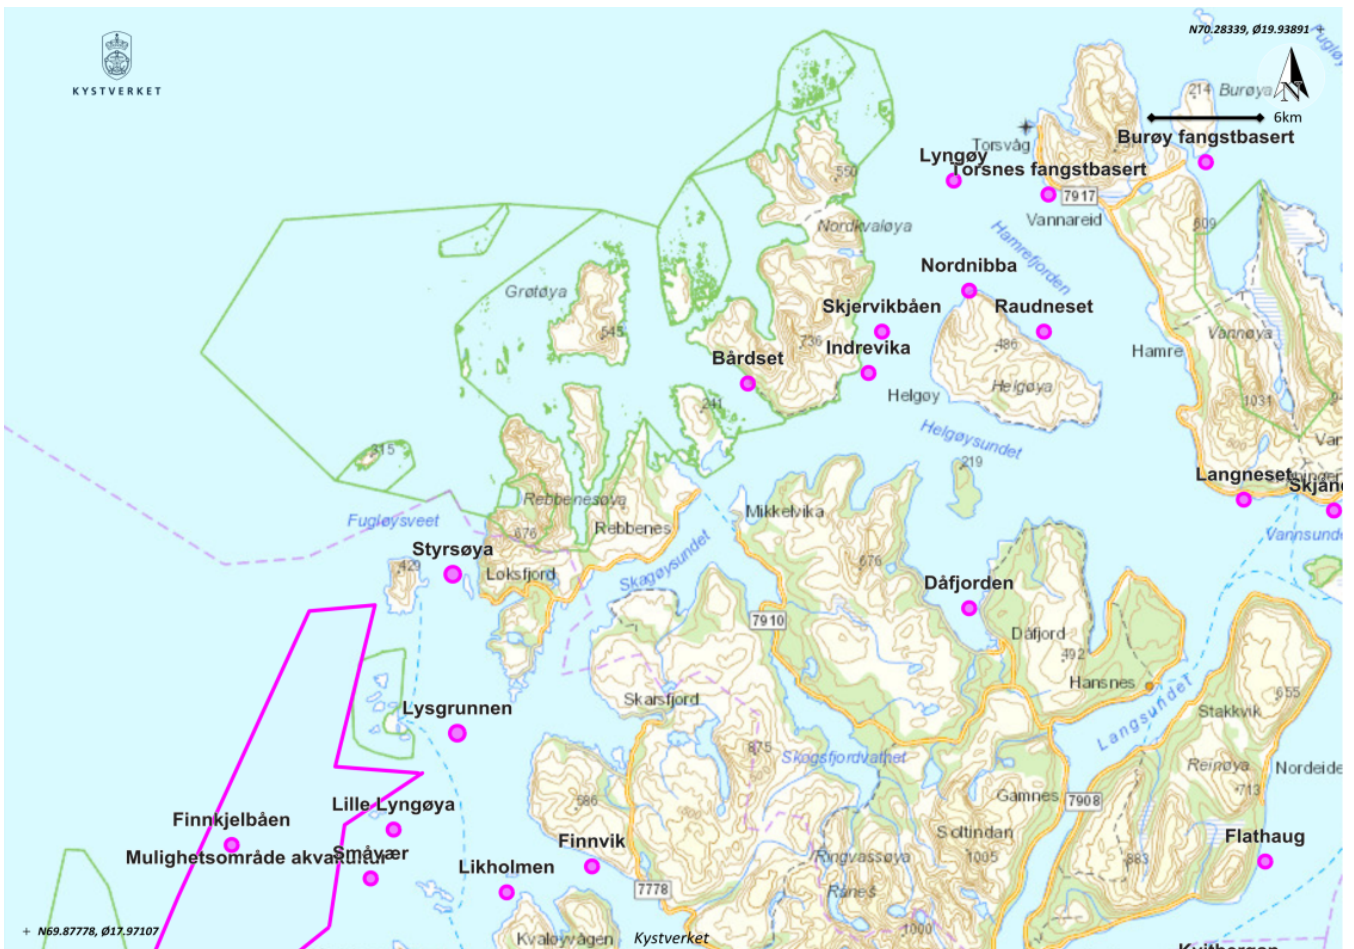 N70.28339, Ø19.93891
KYSTVERKET
214
Burøya
N
6km
Torsvåg
Burøy fangstbasert
Lyngøy
Torsnes fangstbasert
550
7917
Vannareid
Nordkvaløya
609
Hamrefjorden
Grøtøya
Nordnibba
Skjervikbåen
Raudneset
545
736
Indrevika
486
Vannøya
Hamre
Bårdset
Helgøya
Helgøy
241
1031
Helgøysundet
315
219
Langneset
Rebbenesøya
Mikkelvika
Fugløysveet
676
Rebbenes
Vannsund
Styrsøya
Skagøysundet
676
429
Løksfjord
Dåfjorden
7910
Dåfjord
492
Hansnes
Skarsfjord
655
Stakkvik
Lysgrunnen
Langsundet
875
Skogsfjordvatnet
Reinøya
Nordeide
713
Gamnes
7908
Lille Lyngøya
586
Finnkjelbåen
Soltindan
Finnvik
Flathaug
Mulighetsområde akvakultur
Småvær
Ringvassøya
1005
883
Likholmen
7778
Rånes
N69.87778, Ø17.97107
Kvaløyvågen
Kystverket
1000